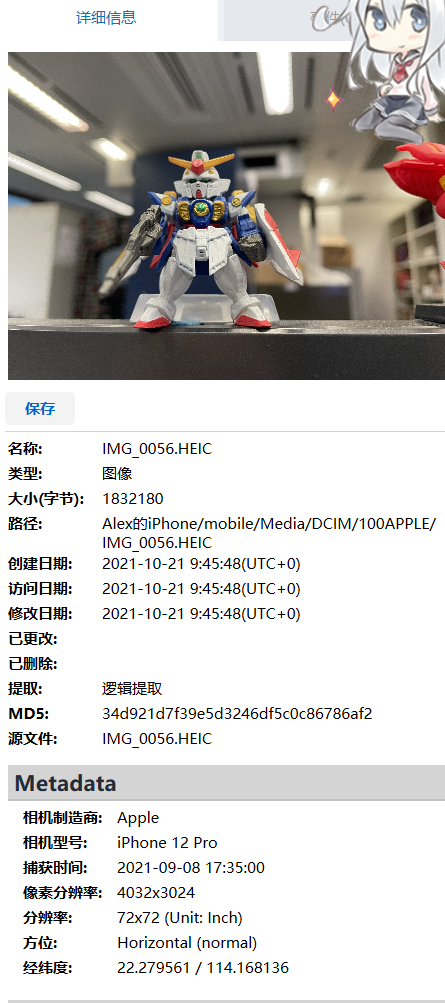 详细信息
保存
名称: IMG_0056.HEIC
类型: 图像
大小(字节): 1832180
路径: Alex的iPhone/mobile/Media/DCIM/100APPLE/
IMG_0056.HEIC
创建日期: 2021-10-21 9:45:48(UTC+0)
访问日期: 2021-10-21 9:45:48(UTC+0)
修改日期: 2021-10-21 9:45:48(UTC+0)
已更改:
已删除:
提取: 逻辑提取
MD5: 34d921d7f39e5d3246df5c0c86786af2
源文件: IMG_0056.HEIC
Metadata
相机制造商: Apple
相机型号: iPhone 12 Pro
捕获时间: 2021-09-08 17:35:00
像素分辨率: 4032x3024
分辨率: 72x72 (Unit: Inch)
方位: Horizontal (normal)
经纬度: 22.279561 / 114.168136